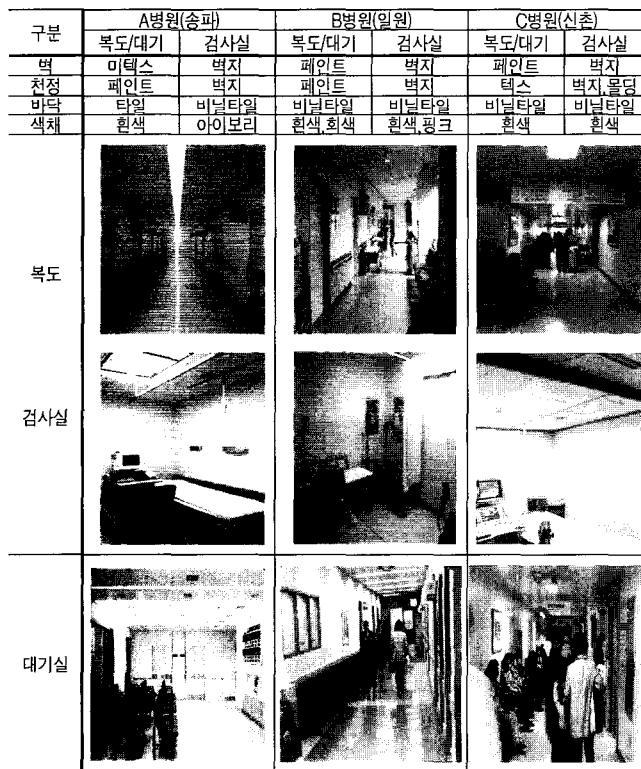 구분 A병원(송파) B병원(일원) C병원(신촌)
복도/대기 검사실 복도/대기 검사실 복도/대기 검사실
벽 미텍스 벽지 페인트 벽지 페인트 벽지
천정 페인트 벽지 페인트 벽지 텍스 벽지,몰딩
바닥 타일 비닐타일 비닐타일 비닐타일 비닐타일 비닐타일
색채 흰색 아이보리 흰색,회색 흰색,핑크 흰색 흰색
복도
검사실
대기실